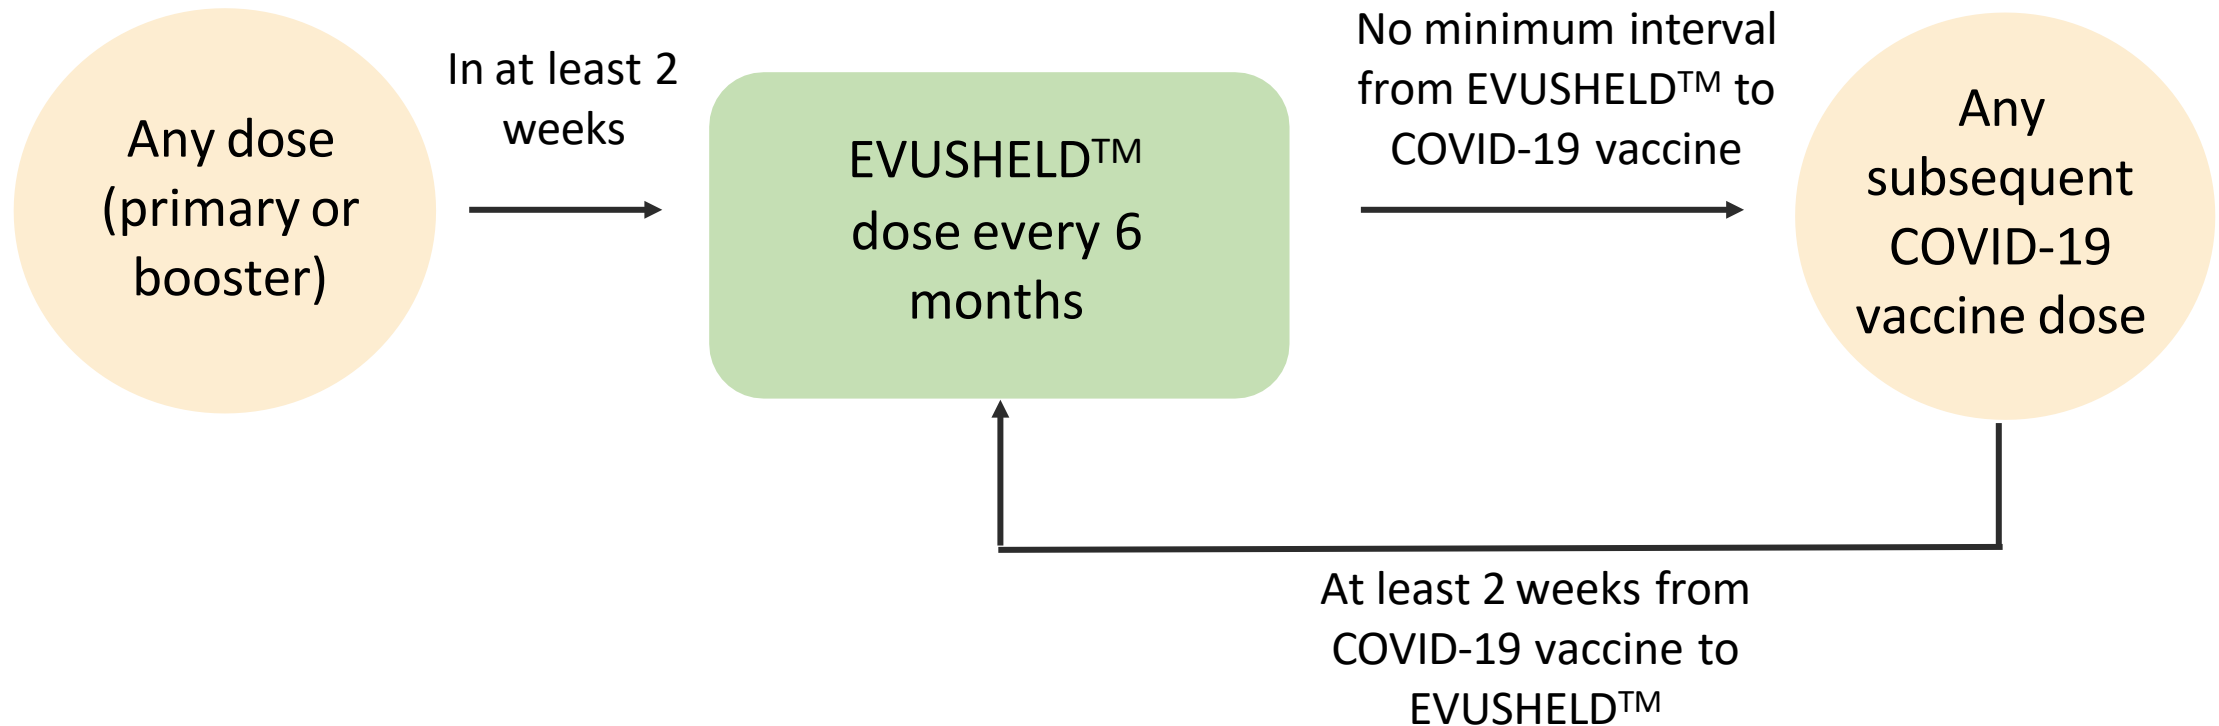 Any dose
(primary or
booster)
In at least 2
weeks
EVUSHELD™
dose every 6
months
No minimum interval
from EVUSHELD™ to
COVID-19 vaccine
Any
subsequent
COVID-19
vaccine dose
At least 2 weeks from
COVID-19 vaccine to
EVUSHELD™